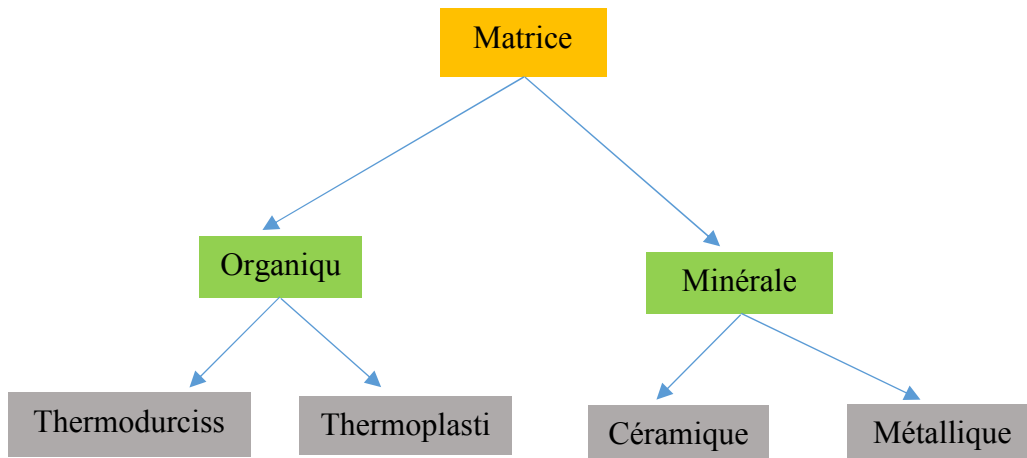 Matrice
Organiqu
Minérale
Thermodurciss
Thermoplasti
Céramique
Métallique